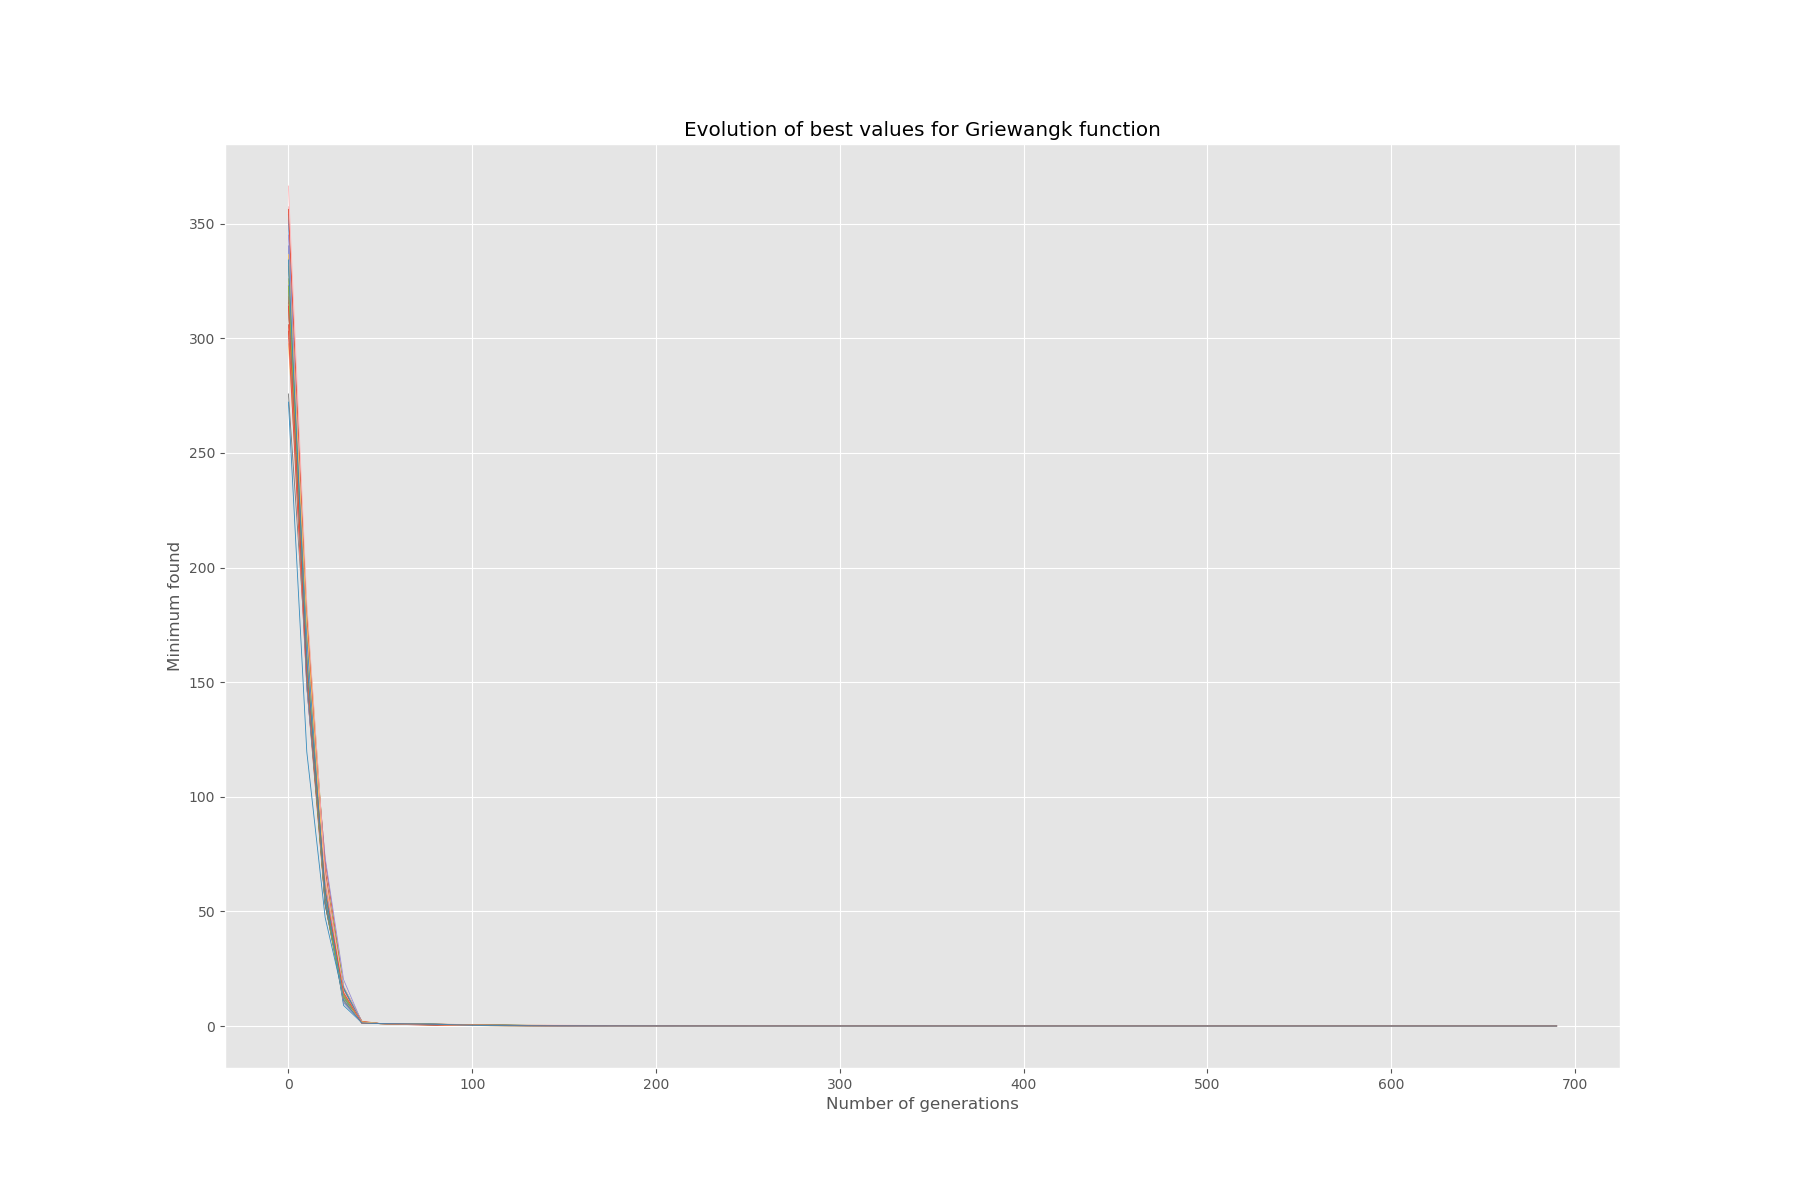 Evolution of best values for Griewangk function
350
300
250
200
150
100
50
0
Minimum found
0 100 200 300 400 500 600 700
Number of generations